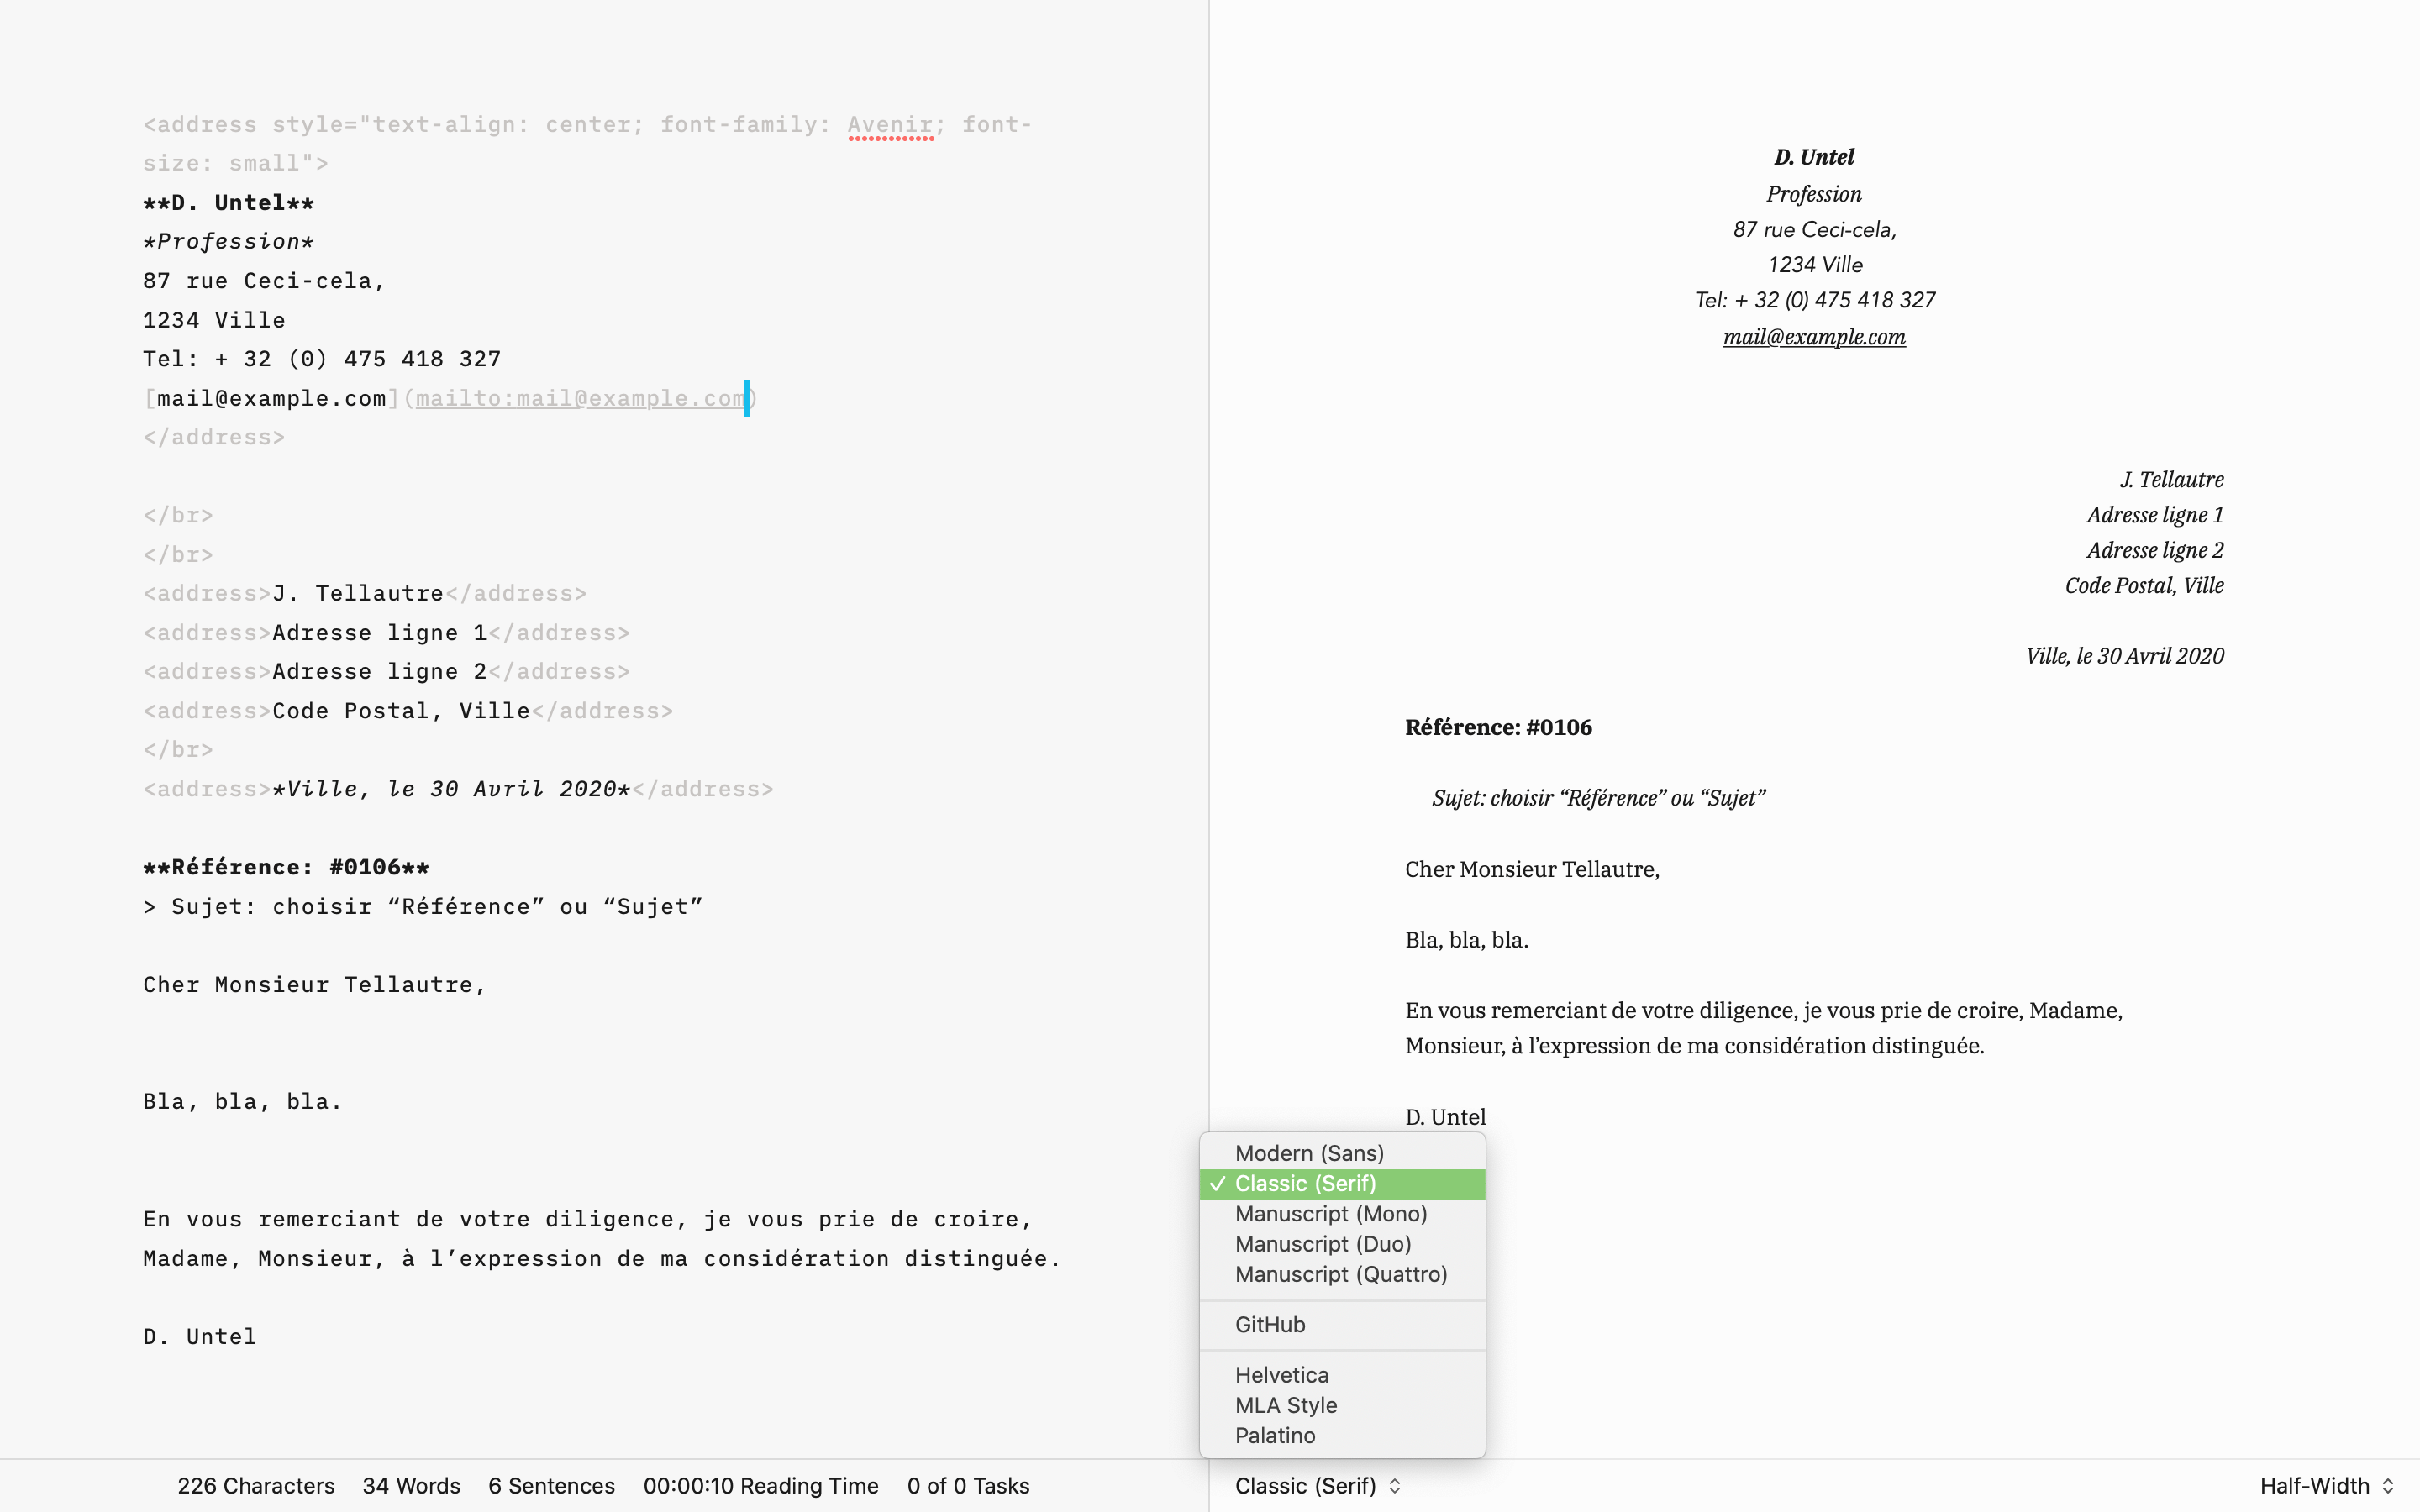 <address style="text-align: center; font-family: Avenir; font-
size: small">
**D. Untel**
*Profession*
87 rue Ceci-cela,
1234 Ville
Tel: + 32 (0) 475 418 327
[mail@example.com](mailto:mail@example.com)
</address>
</br>
</br>
<address>J. Tellautre</address>
<address>Adresse ligne 1</address>
<address>Adresse ligne 2</address>
<address>Code Postal, Ville</address>
</br>
<address>*Ville, le 30 Avril 2020*</address>
**Référence: #0106**
> Sujet: choisir “Référence” ou “Sujet”
Cher Monsieur Tellautre,
Bla, bla, bla.
En vous remerciant de votre diligence, je vous prie de croire,
Madame, Monsieur, à l’expression de ma considération distinguée.
D. Untel
226 Characters 34 Words 6 Sentences 00:00:10 Reading Time 0 of 0 Tasks
D. Untel
Profession
87 rue Ceci-cela,
1234 Ville
Tel: + 32 (0) 475 418 327
mail@example.com
J. Tellautre
Adresse ligne 1
Adresse ligne 2
Code Postal, Ville
Ville, le 30 Avril 2020
Référence: #0106
Sujet: choisir “Référence” ou “Sujet”
Cher Monsieur Tellautre,
Bla, bla, bla.
En vous remerciant de votre diligence, je vous prie de croire, Madame,
Monsieur, à l’expression de ma considération distinguée.
D. Untel
Modern (Sans)
✓ Classic (Serif)
Manuscript (Mono)
Manuscript (Duo)
Manuscript (Quattro)
GitHub
Helvetica
MLA Style
Palatino
Classic (Serif)
Half-Width